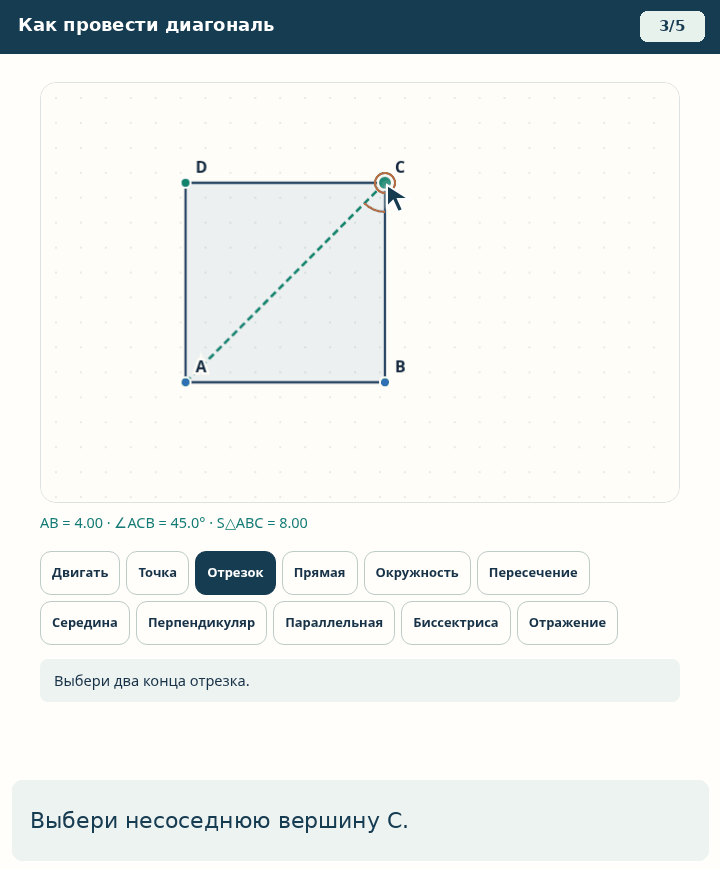 Как провести диагональ
3/5
D
C
A
B
AB = 4.00 · ∠ACB = 45.0° · S△ABC = 8.00
Двигать
Точка
Отрезок
Прямая
Окружность
Пересечение
Середина
Перпендикуляр
Параллельная
Биссектриса
Отражение
Выбери два конца отрезка.
Выбери несоседнюю вершину C.